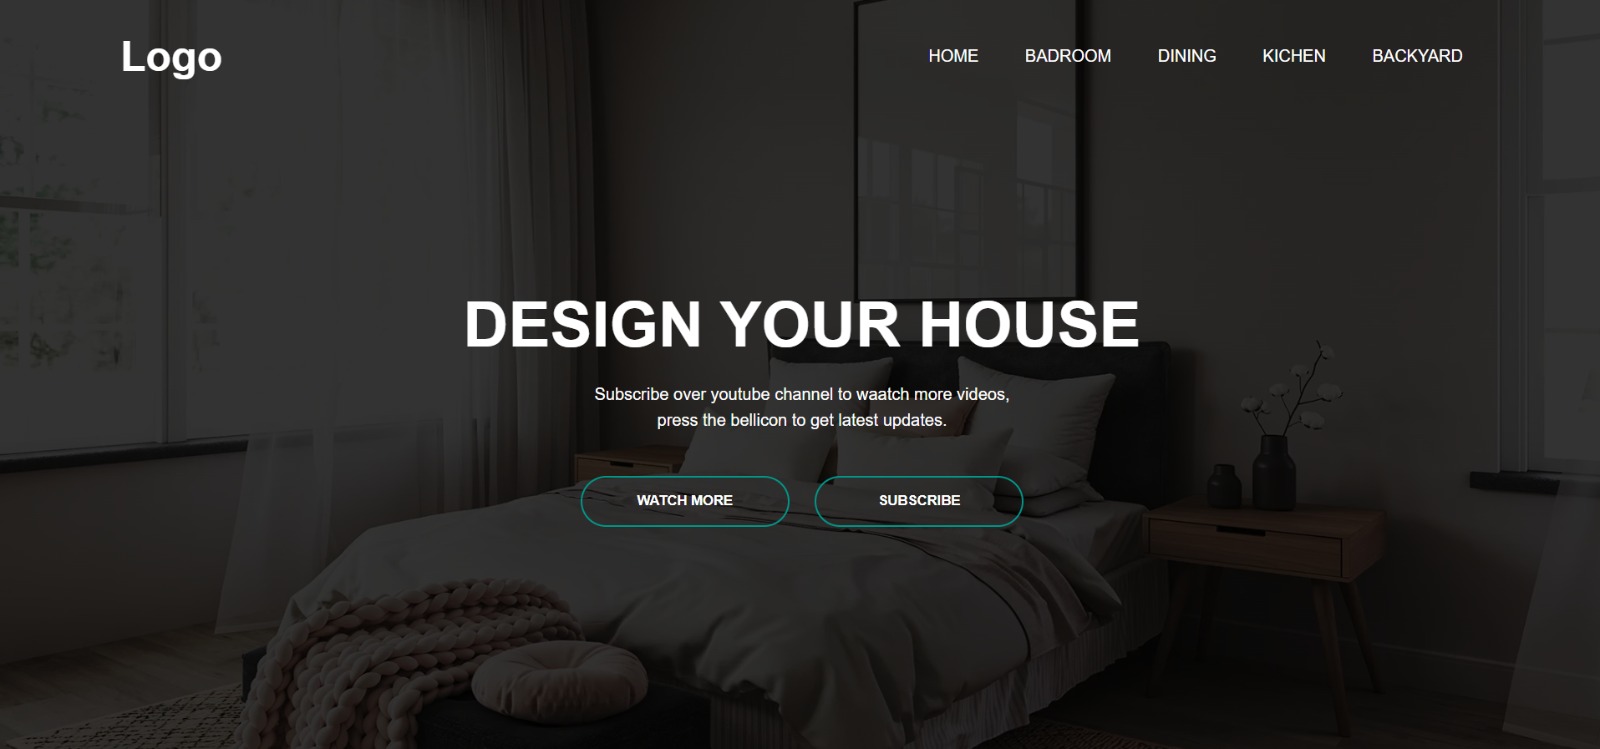 Logo
HOME BADROOM DINING KICHEN BACKYARD
DESIGN YOUR HOUSE
Subscribe over youtube channel to waatch more videos,
press the bellicon to get latest updates.
WATCH MORE SUBSCRIBE